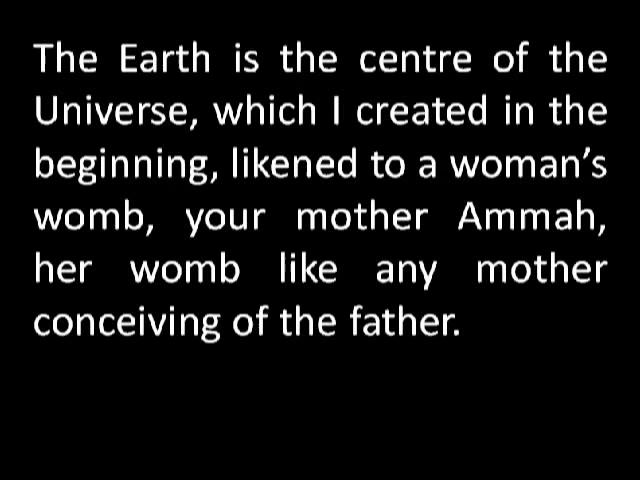 The Earth is the centre of the
Universe, which I created in the
beginning, likened to a woman’s
womb, your mother Ammah,
her womb like any mother
conceiving of the father.